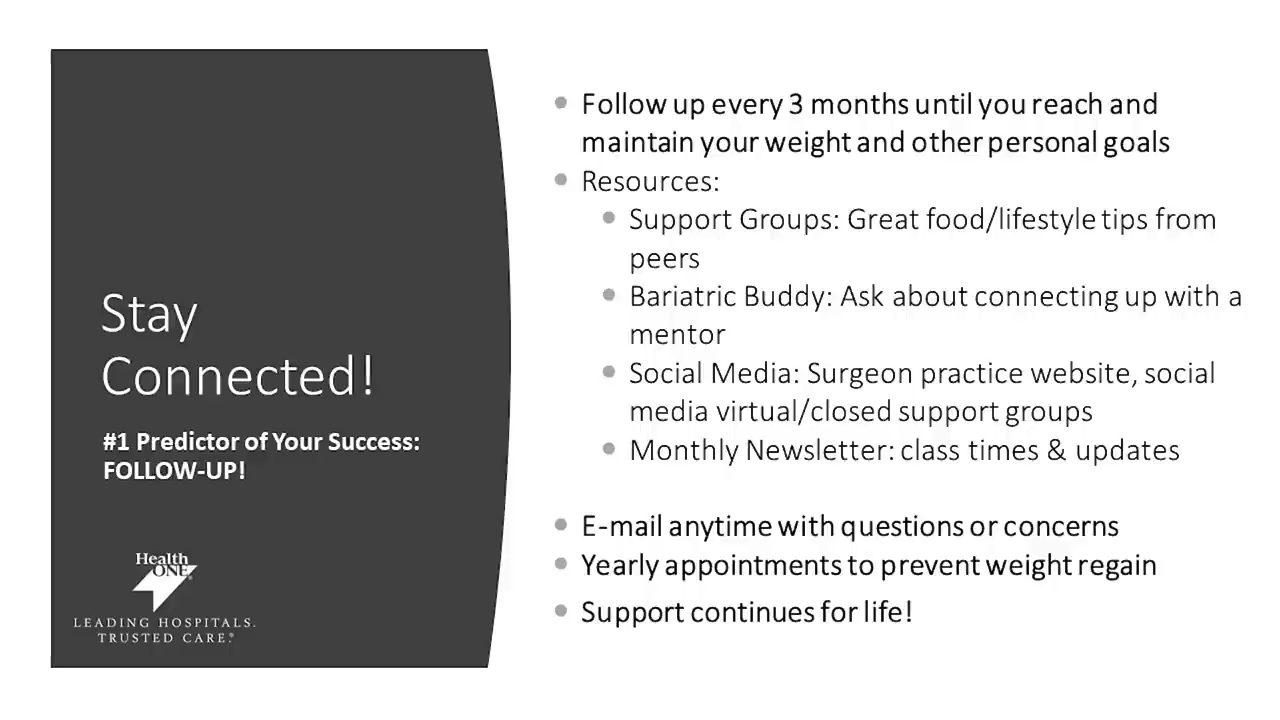 Stay
Connected!
#1 Predictor of Your Success:
FOLLOW-UP!
Health
ONE®
LEADING HOSPITALS.
TRUSTED CARE.®
Follow up every 3 months until you reach and
maintain your weight and other personal goals
Resources:
Support Groups: Great food/lifestyle tips from
peers
Bariatric Buddy: Ask about connecting up with a
mentor
Social Media: Surgeon practice website, social
media virtual/closed support groups
Monthly Newsletter: class times & updates
E-mail anytime with questions or concerns
Yearly appointments to prevent weight regain
Support continues for life!